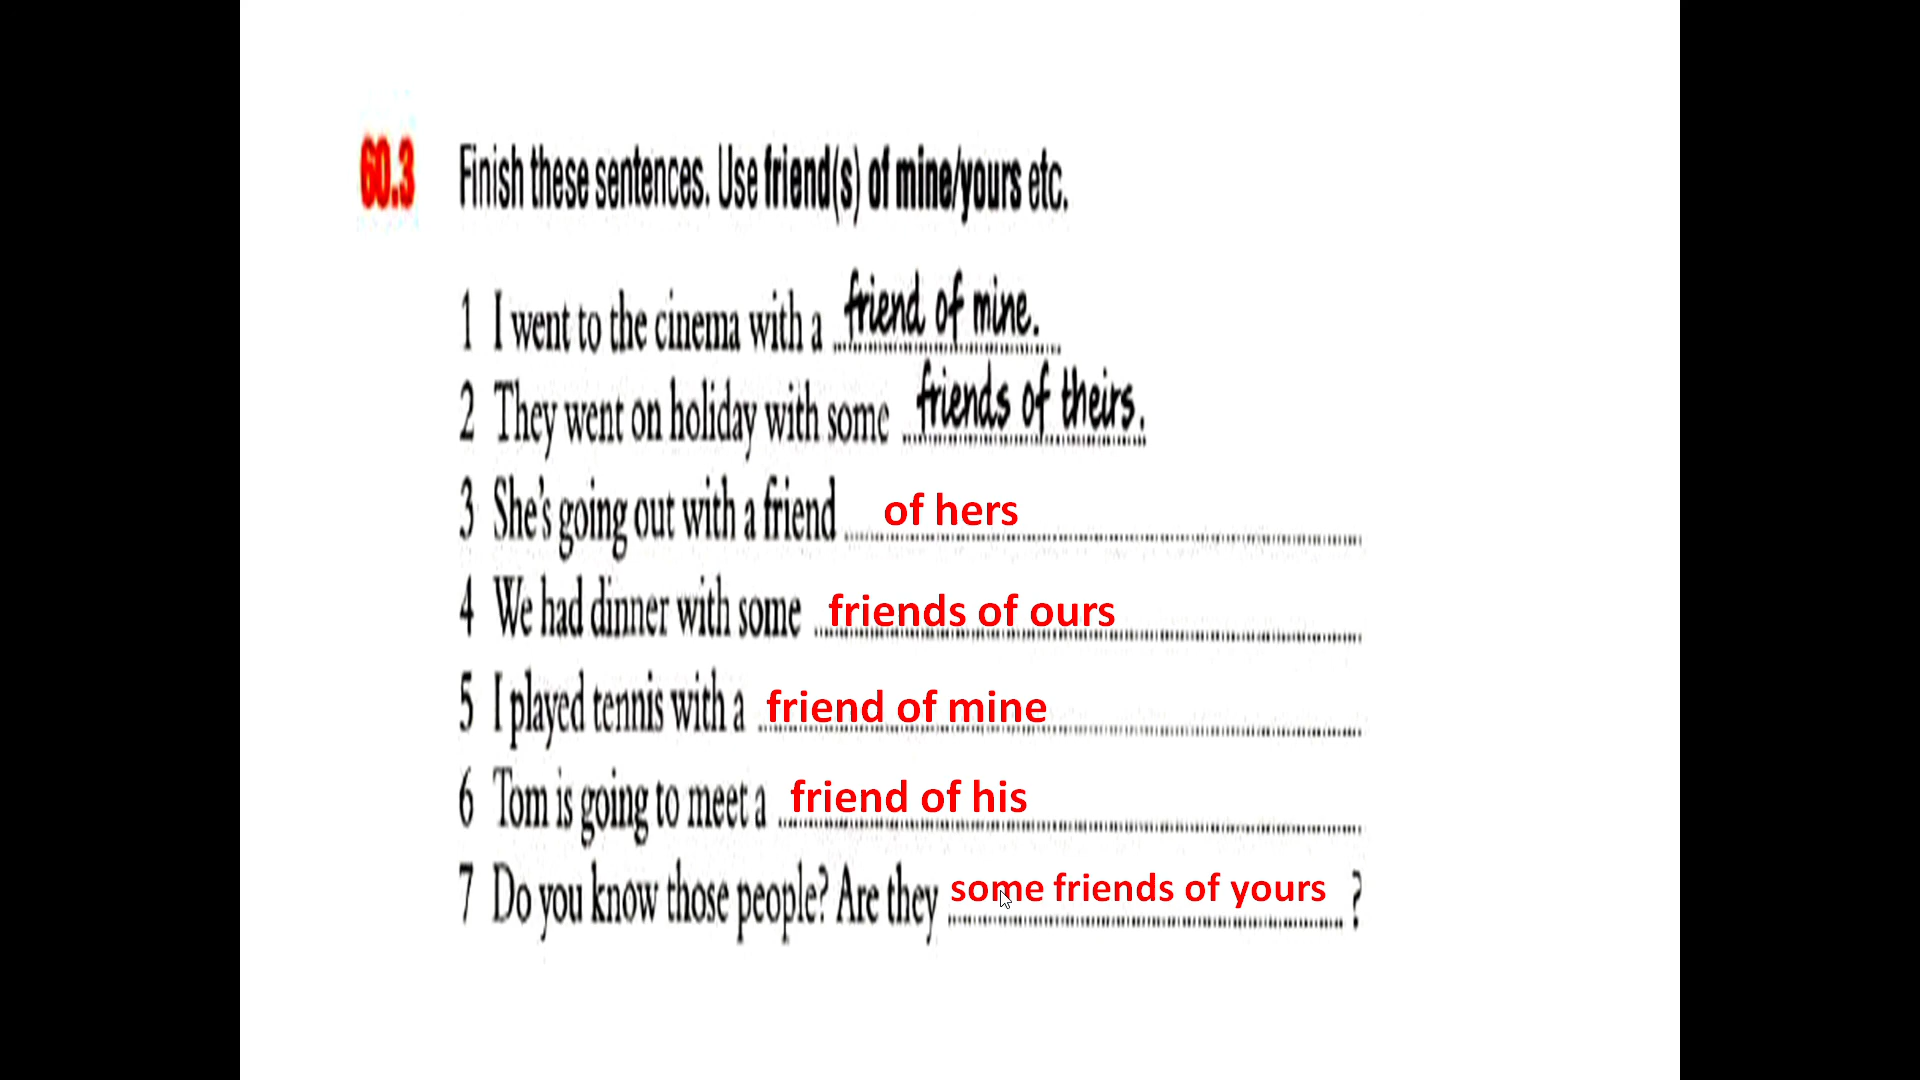 60.3 Finish these sentences. Use friend(s) of mine/yours etc.
1 I went to the cinema with a friend of mine.
2 They went on holiday with some friends of theirs.
3 She's going out with a friend of hers
4 We had dinner with some friends of ours
5 I played tennis with a friend of mine
6 Tom is going to meet a friend of his
7 Do you know those people? Are they some friends of yours ?